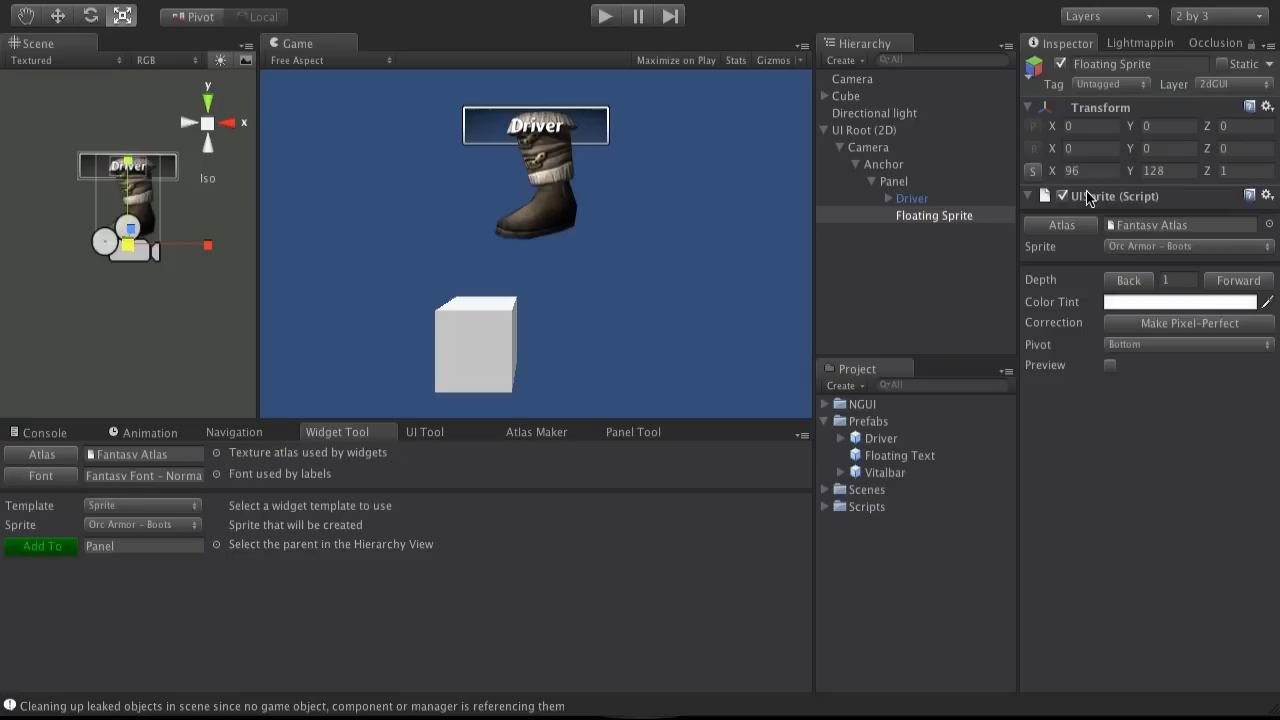 Pivot
Local
Layers
2 by 3
Scene
Textured
RGB
y
x
Iso
Driver
Game
Free Aspect
Maximize on Play
Stats
Gizmos
Driver
Hierarchy
Create
All
Camera
Cube
Directional light
UI Root (2D)
Camera
Anchor
Panel
Driver
Floating Sprite
Project
Create
All
NGUI
Prefabs
Driver
Floating Text
Vitalbar
Scenes
Scripts
Inspector
Lightmappin
Occlusion
Floating Sprite
Static
Tag
Untagged
Layer
2dGUI
Transform
P X 0 Y 0 Z 0
R X 0 Y 0 Z 0
S X 96 Y 128 Z 1
(Script)
Atlas
Fantasy Atlas
Sprite
Orc Armor - Boots
Depth
Back
1
Forward
Color Tint
Correction
Make Pixel-Perfect
Pivot
Bottom
Preview
Console
Animation
Navigation
Widget Tool
UI Tool
Atlas Maker
Panel Tool
Atlas
Fantasy Atlas
Texture atlas used by widgets
Font
Fantasy Font - Norma
Font used by labels
Template
Sprite
Select a widget template to use
Sprite
Orc Armor - Boots
Sprite that will be created
Add To
Panel
Select the parent in the Hierarchy View
Cleaning up leaked objects in scene since no game object, component or manager is referencing them